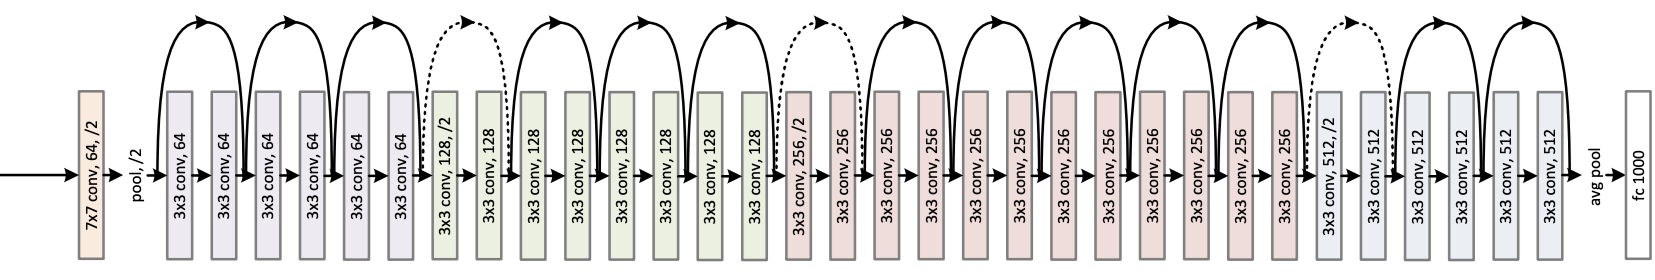 7x7 conv, 64, /2
pool, /2
3x3 conv, 64
3x3 conv, 64
3x3 conv, 64
3x3 conv, 64
3x3 conv, 64
3x3 conv, 64
3x3 conv, 128, /2
3x3 conv, 128
3x3 conv, 128
3x3 conv, 128
3x3 conv, 128
3x3 conv, 128
3x3 conv, 128
3x3 conv, 128
3x3 conv, 256, /2
3x3 conv, 256
3x3 conv, 256
3x3 conv, 256
3x3 conv, 256
3x3 conv, 256
3x3 conv, 256
3x3 conv, 256
3x3 conv, 256
3x3 conv, 256
3x3 conv, 256
3x3 conv, 256
3x3 conv, 512, /2
3x3 conv, 512
3x3 conv, 512
3x3 conv, 512
3x3 conv, 512
3x3 conv, 512
avg pool
fc 1000